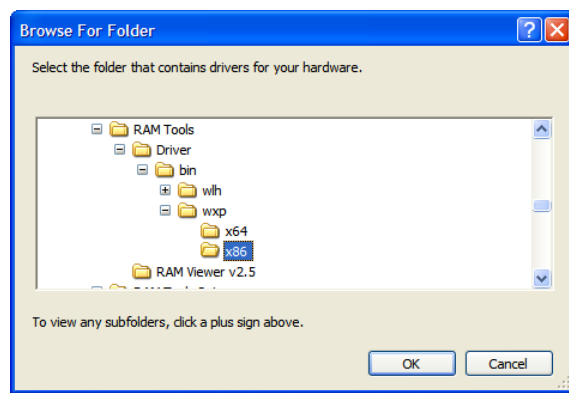 Browse For Folder
Select the folder that contains drivers for your hardware.
RAM Tools
Driver
bin
wlh
wxp
x64
x86
RAM Viewer v2.5
To view any subfolders, click a plus sign above.
OK Cancel